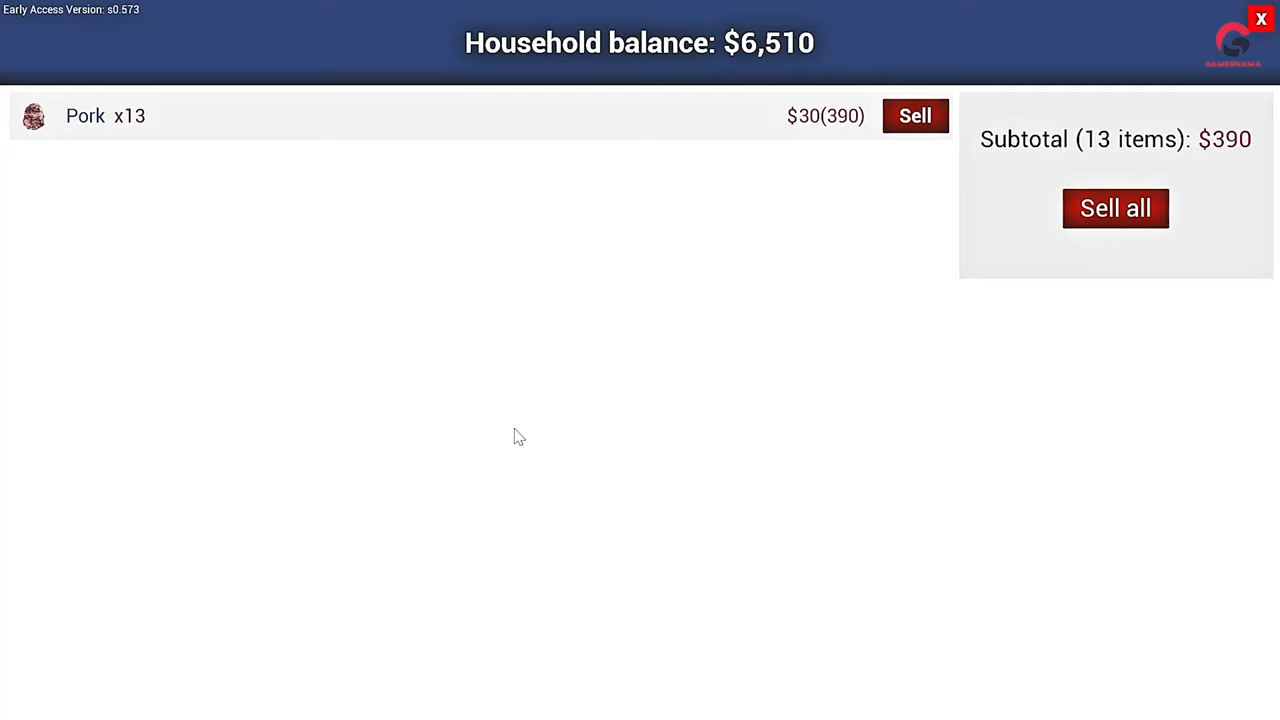 Early Access Version: s0.573
X
Household balance: $6,510
GAMERNAMA
Pork x13 $30(390) Sell
Subtotal (13 items): $390
Sell all